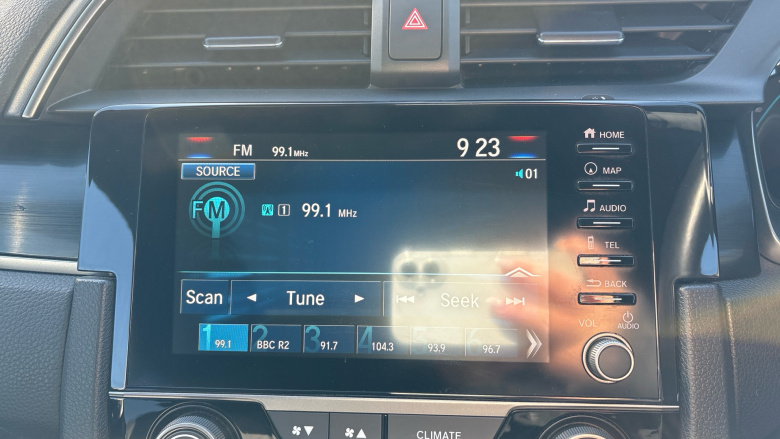 FM 99.1 MHz 9 23
HOME
SOURCE
01
MAP
FM
1 99.1 MHz
AUDIO
TEL
BACK
Scan Tune Seek
VOL AUDIO
1 99.1 2 BBC R2 3 91.7 4 104.3 93.9 96.7
CLIMATE